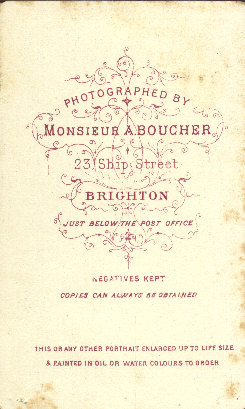 PHOTOGRAPHED BY
MONSIEUR A. BOUCHER,
23, Ship Street
BRIGHTON
JUST BELOW THE POST OFFICE
NEGATIVES KEPT
COPIES CAN ALWAYS BE OBTAINED
THIS OR ANY OTHER PORTRAIT ENLARGED UP TO LIFE SIZE
& PAINTED IN OIL OR WATER COLOURS TO ORDER